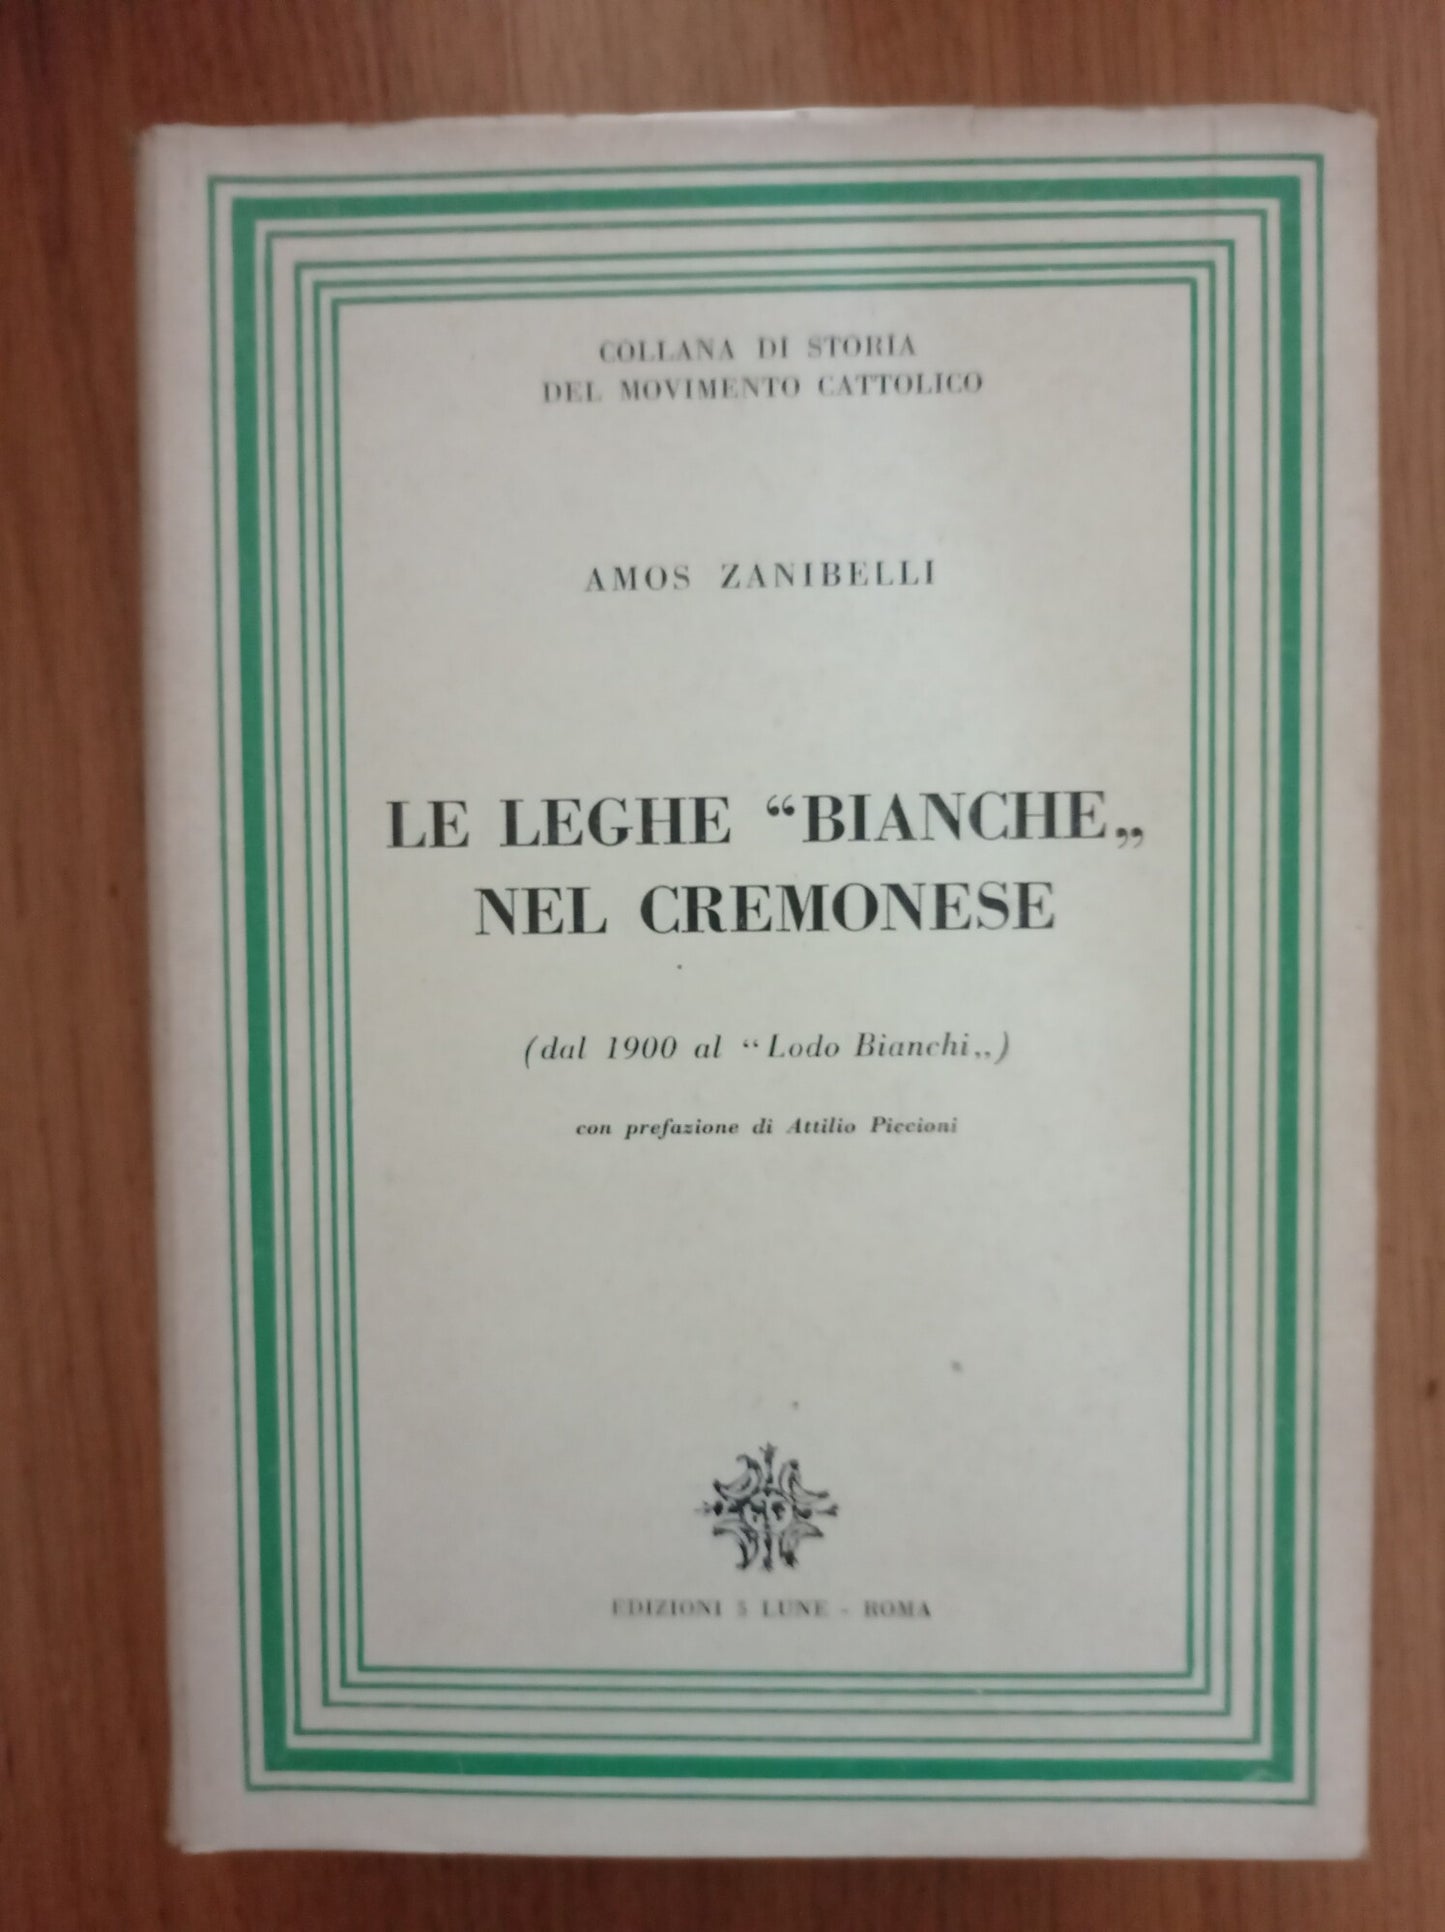 COLLANA DI STORIA
DEL MOVIMENTO CATTOLICO
AMOS ZANIBELLI
LE LEGHE “BIANCHE„
NEL CREMONESE
(dal 1900 al “Lodo Bianchi„)
con prefazione di Attilio Piccioni
EDIZIONI 5 LUNE - ROMA